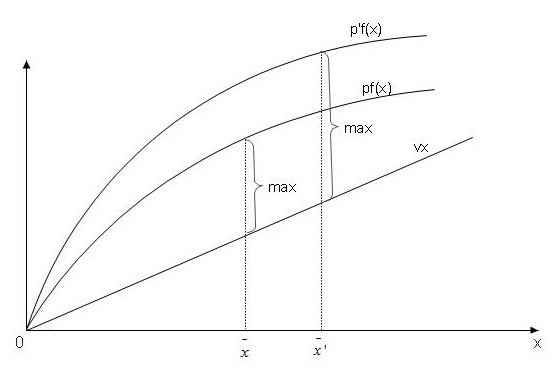 p'f(x)
pf(x)
max
vx
max
0
x̄
x̄'
x